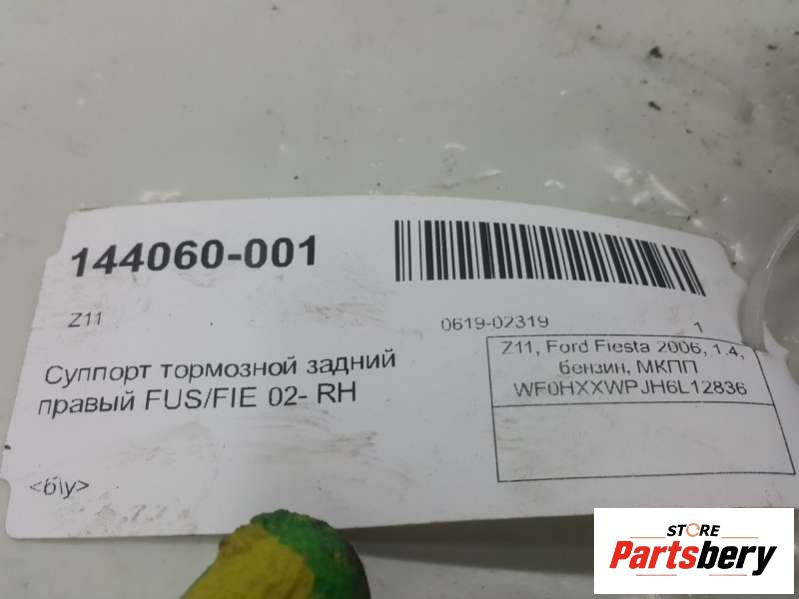 144060-001
Z11
0619-02319
1
Суппорт тормозной задний
правый FUS/FIE 02- RH
Z11, Ford Fiesta 2006, 1.4,
бензин, МКПП
WF0HXXWPJH6L12836
<б\у>
STORE
Partsbery